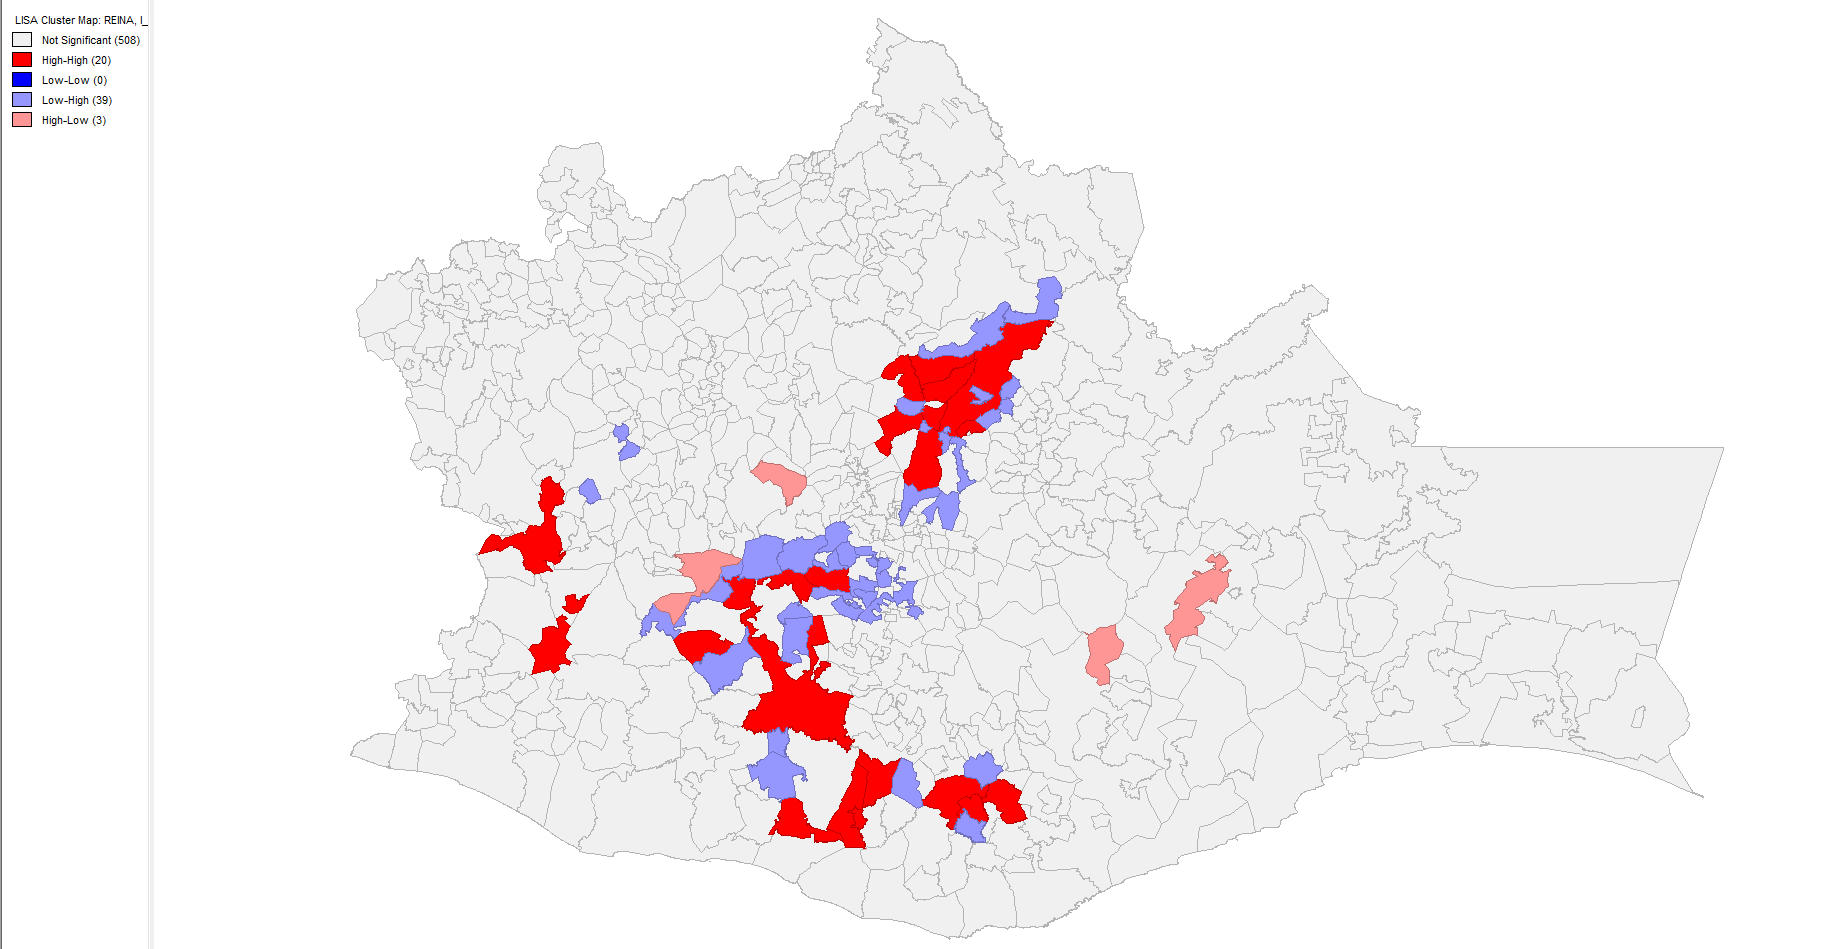 LISA Cluster Map: REINA, I_
Not Significant (508)
High-High (20)
Low-Low (0)
Low-High (39)
High-Low (3)